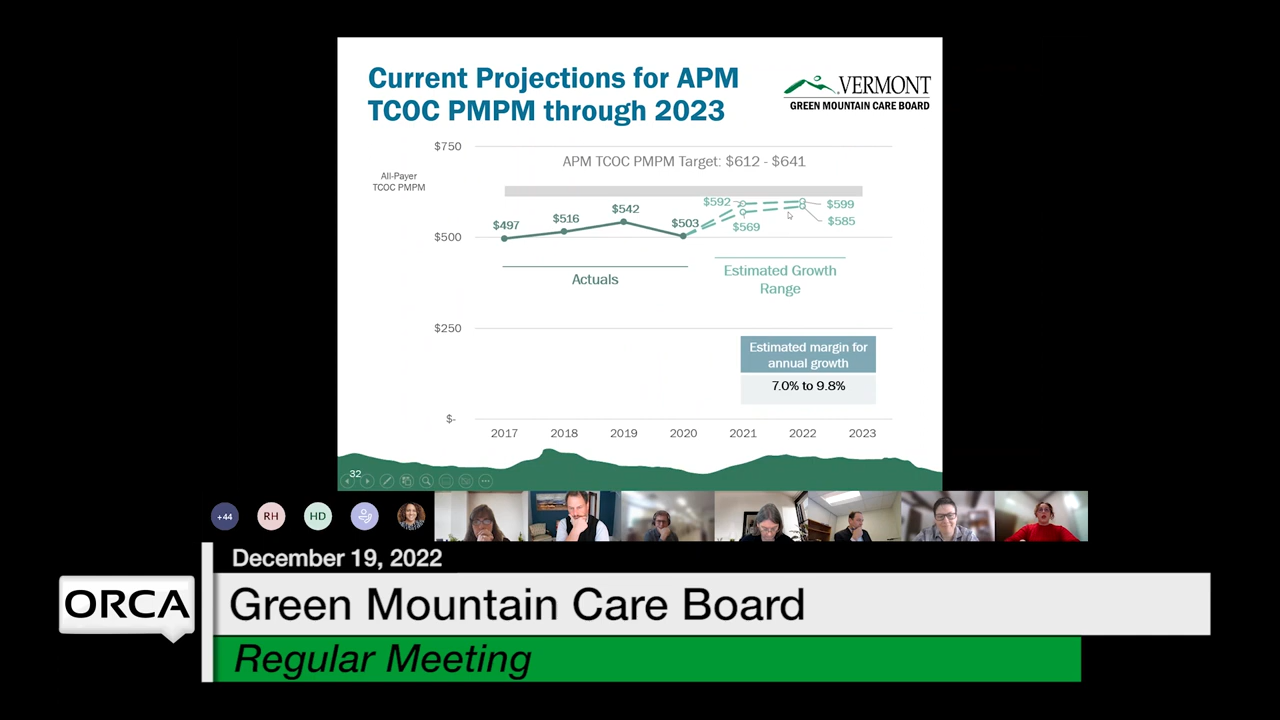 Current Projections for APM
TCOC PMPM through 2023
VERMONT
GREEN MOUNTAIN CARE BOARD
$750
APM TCOC PMPM Target: $612 - $641
All-Payer
TCOC PMPM
$592
$599
$497
$516
$542
$503
$569
$585
$500
Actuals
Estimated Growth
Range
$250
Estimated margin for
annual growth
7.0% to 9.8%
$-
2017 2018 2019 2020 2021 2022 2023
32
+44 RH HD
December 19, 2022
ORCA
Green Mountain Care Board
Regular Meeting